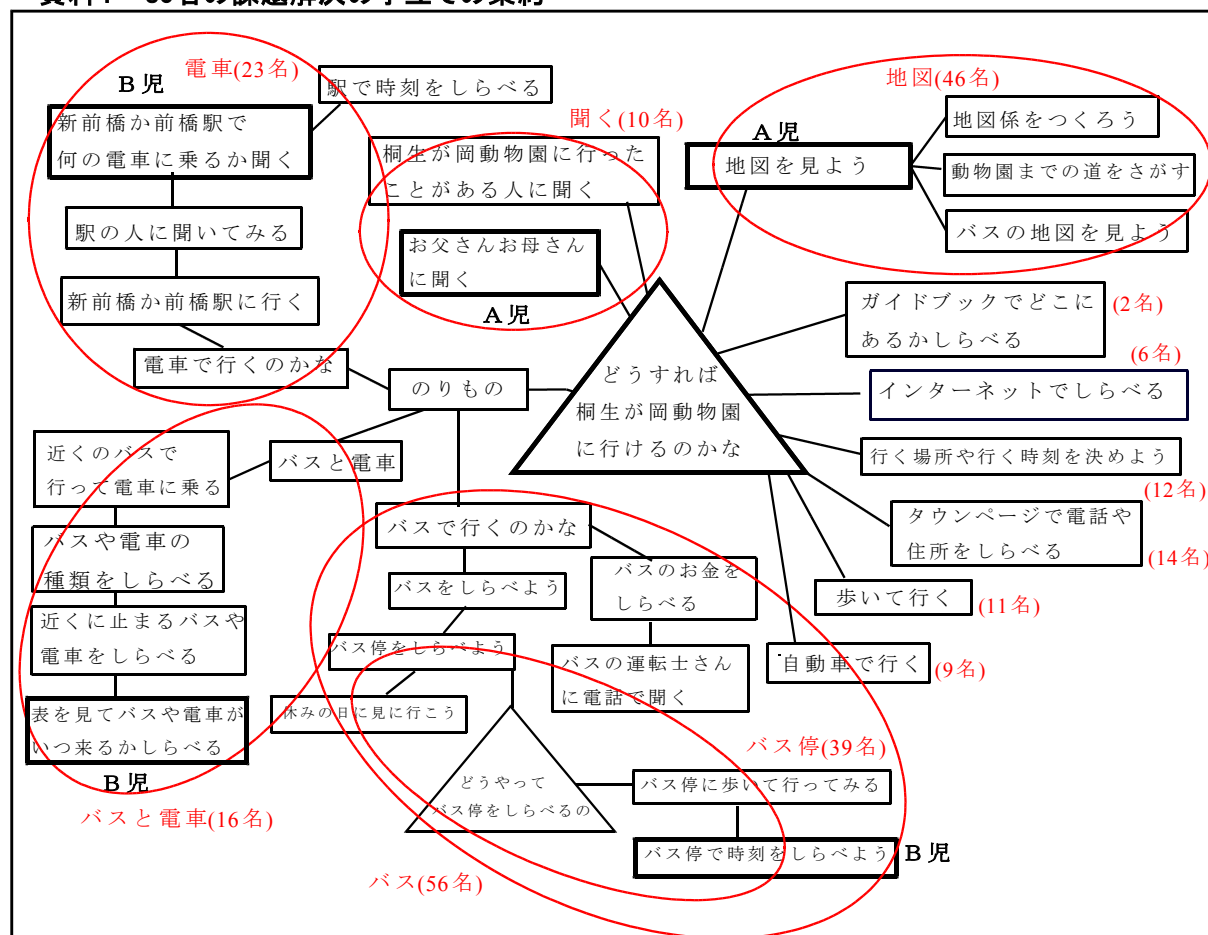 名の課題解決の手立ての集約
電車(23名)
B児
新前橋か前橋駅で
何の電車に乗るか聞く
駅で時刻をしらべる
駅の人に聞いてみる
新前橋か前橋駅に行く
電車で行くのかな
聞く(10名)
桐生が岡動物園に行った
ことがある人に聞く
お父さんお母さん
に聞く
A児
地図(46名)
A児
地図を見よう
地図係をつくろう
動物園までの道をさがす
バスの地図を見よう
ガイドブックでどこに
あるかしらべる
(2名)
(6名)
インターネットでしらべる
行く場所や行く時刻を決めよう
(12名)
タウンページで電話や
住所をしらべる
(14名)
歩いて行く
(11名)
自動車で行く
(9名)
どうすれば
桐生が岡動物園
に行けるのかな
のりもの
バスと電車
近くのバスで
行って電車に乗る
バスや電車の
種類をしらべる
近くに止まるバスや
電車をしらべる
表を見てバスや電車が
いつ来るかしらべる
B児
バスと電車(16名)
バスで行くのかな
バスをしらべよう
バス停をしらべよう
休みの日に見に行こう
バスのお金を
しらべる
バスの運転士さん
に電話で聞く
どうやって
バス停をしらべるの
バス停(39名)
バス停に歩いて行ってみる
バス停で時刻をしらべよう
B児
バス(56名)